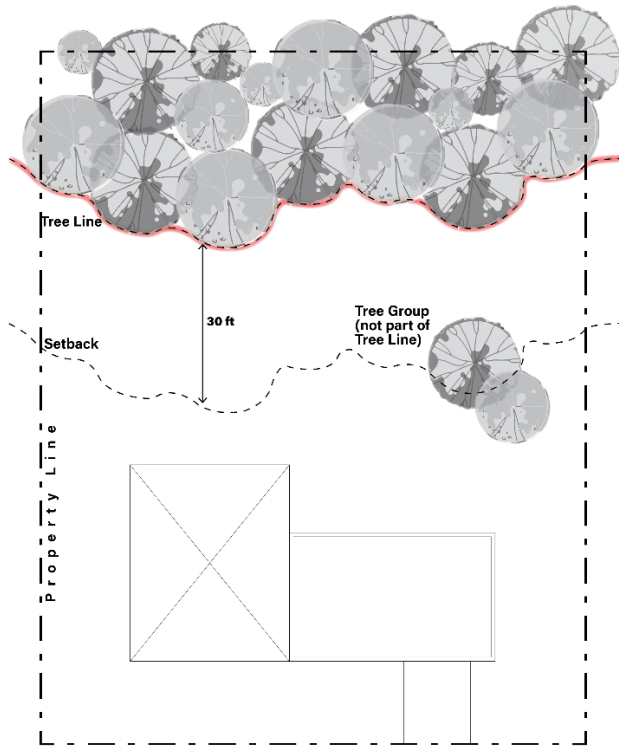 Tree Line
30 ft
Tree Group
(not part of
Tree Line)
Setback
Property Line